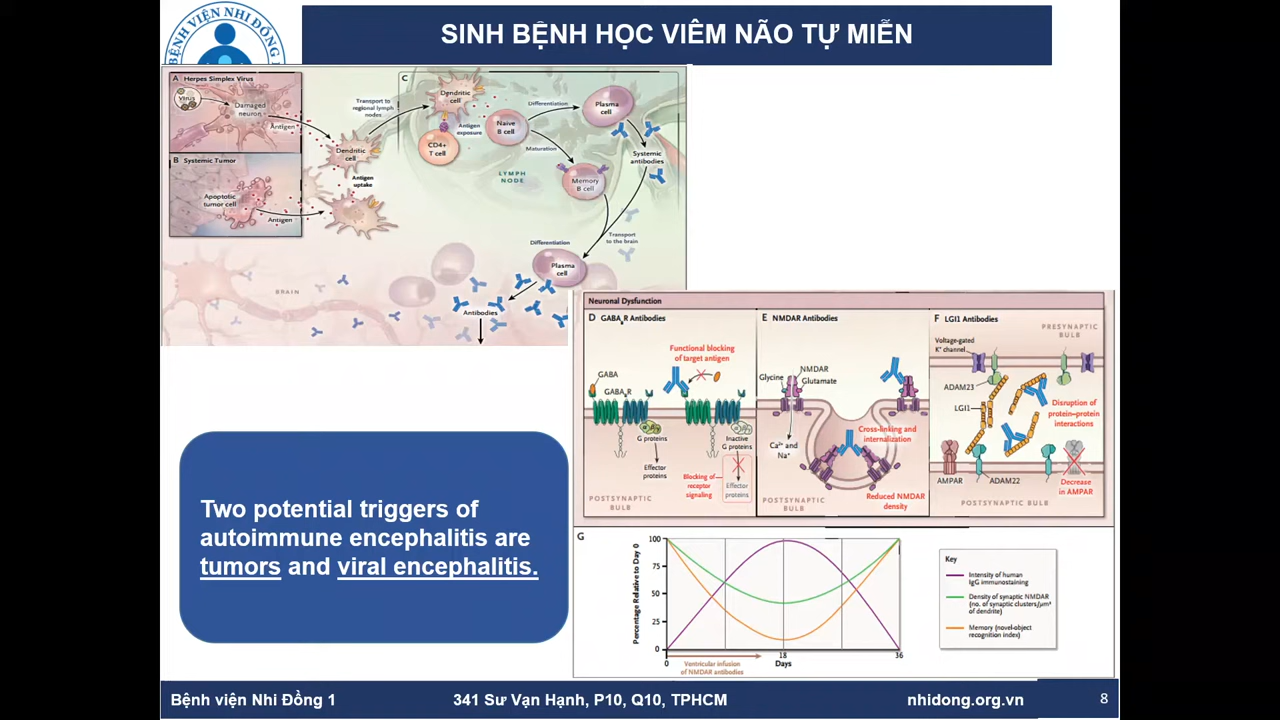 BỆNH VIỆN NHI ĐỒNG
SINH BỆNH HỌC VIÊM NÃO TỰ MIỄN
A Herpes Simplex Virus
Virus
Damaged
neuron
Antigen
B Systemic Tumor
Apoptotic
tumor cell
Antigen
Transport to
regional lymph
nodes
Dendritic
cell
Antigen
uptake
C
Dendritic
cell
Antigen
exposure
CD4+
T cell
Naive
B cell
Differentiation
Maturation
Plasma
cell
Systemic
antibodies
Memory
B cell
LYMPH
NODE
Transport
to the brain
Differentiation
Plasma
cell
BRAIN
Antibodies
Neuronal Dysfunction
D GABABR Antibodies
Functional blocking
of target antigen
GABA
GABABR
G proteins
Effector
proteins
Inactive
G proteins
Blocking of
receptor
signaling
Effector
proteins
POSTSYNAPTIC
BULB
E NMDAR Antibodies
NMDAR
Glycine
Glutamate
Ca2+ and
Na+
Cross-linking and
internalization
Reduced NMDAR
density
POSTSYNAPTIC
BULB
F LGI1 Antibodies
PRESYNAPTIC
BULB
Voltage-gated
K+ channel
ADAM23
LGI1
Disruption of
protein–protein
interactions
AMPAR
ADAM22
Decrease
in AMPAR
POSTSYNAPTIC BULB
Two potential triggers of
autoimmune encephalitis are
tumors and viral encephalitis.
G
Percentage Relative to Day 0
100
75
50
25
0
0
18
36
Days
Ventricular infusion
of NMDAR antibodies
Key
Intensity of human
IgG immunostaining
Density of synaptic NMDAR
(no. of synaptic clusters/μm³
of dendrite)
Memory (novel-object
recognition index)
Bệnh viện Nhi Đồng 1
341 Sư Vạn Hạnh, P10, Q10, TPHCM
nhidong.org.vn
8